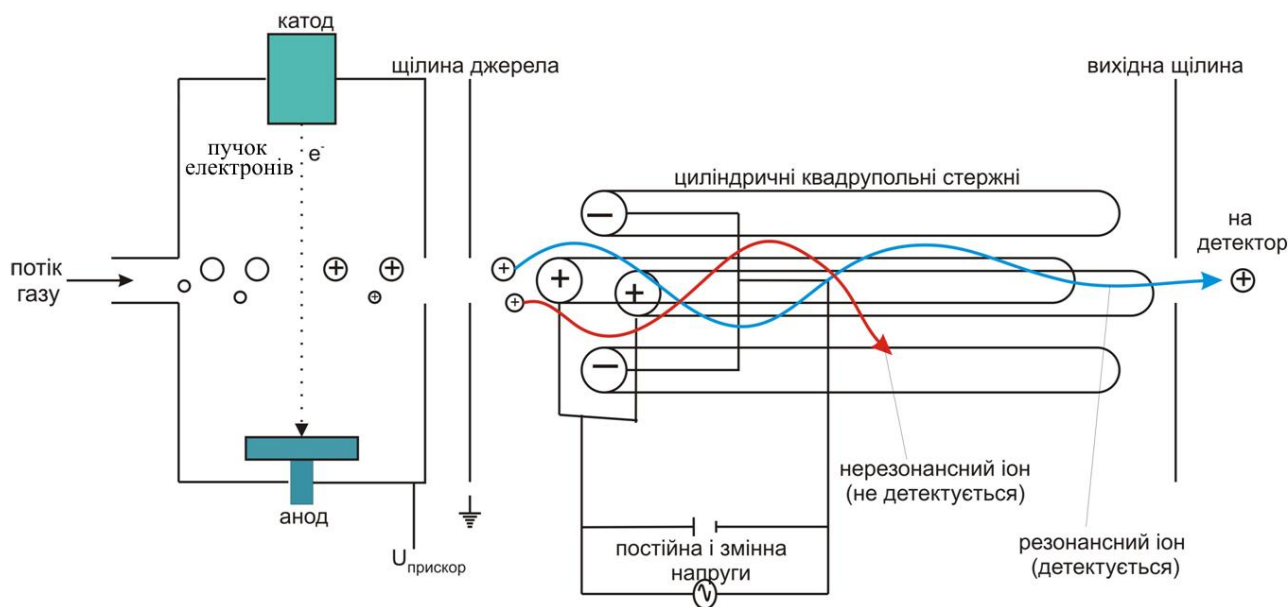 катод
щілина джерела
вихідна щілина
пучок
електронів
e-
циліндричні квадрупольні стержні
на
детектор
потік
газу
нерезонансний іон
(не детектується)
анод
Uприскор
постійна і змінна
напруги
резонансний іон
(детектується)